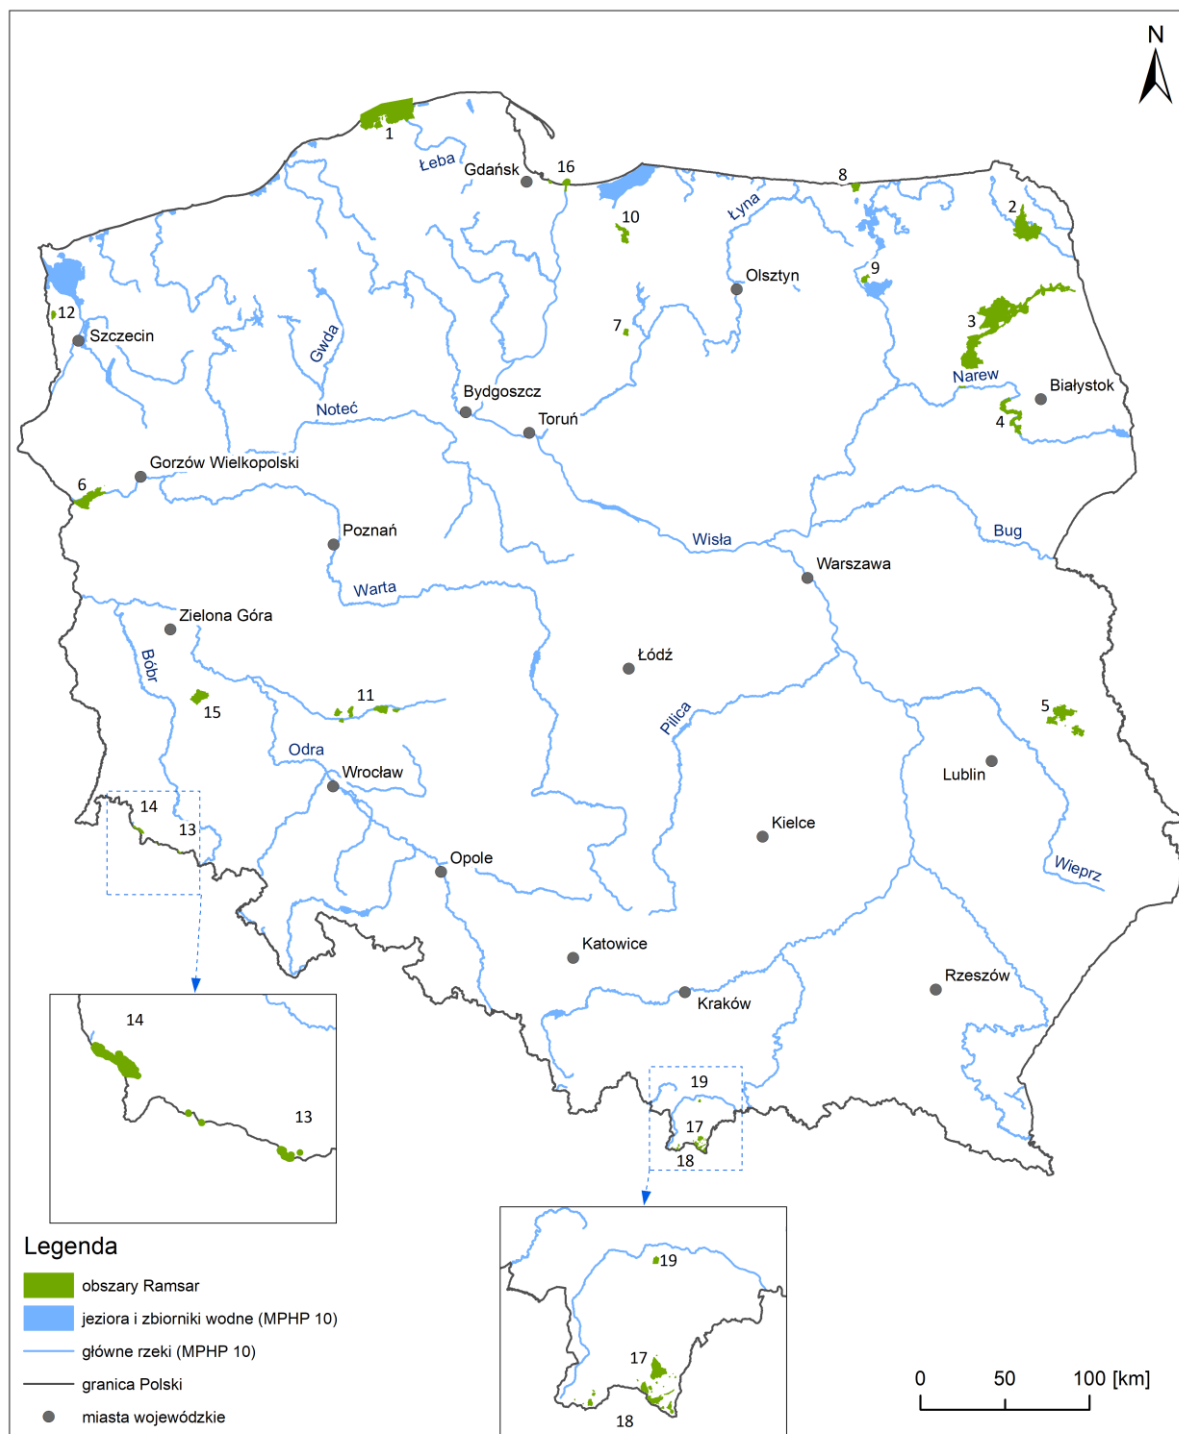 N
1
Łeba
Gdańsk
16
8
2
10
Łyna
9
Olsztyn
12
3
7
Szczecin
Gwda
Narew
Białystok
Bydgoszcz
Noteć
Toruń
4
Gorzów Wielkopolski
6
Poznań
Wisła
Bug
Warszawa
Warta
Zielona Góra
Bóbr
Łódź
15
11
Pilica
5
Odra
Wrocław
Lublin
14
13
Kielce
Opole
Wieprz
Katowice
Rzeszów
Kraków
14
19
13
17
18
Legenda
19
obszary Ramsar
jeziora i zbiorniki wodne (MPHP 10)
główne rzeki (MPHP 10)
17
granica Polski
0 50 100 [km]
miasta wojewódzkie
18